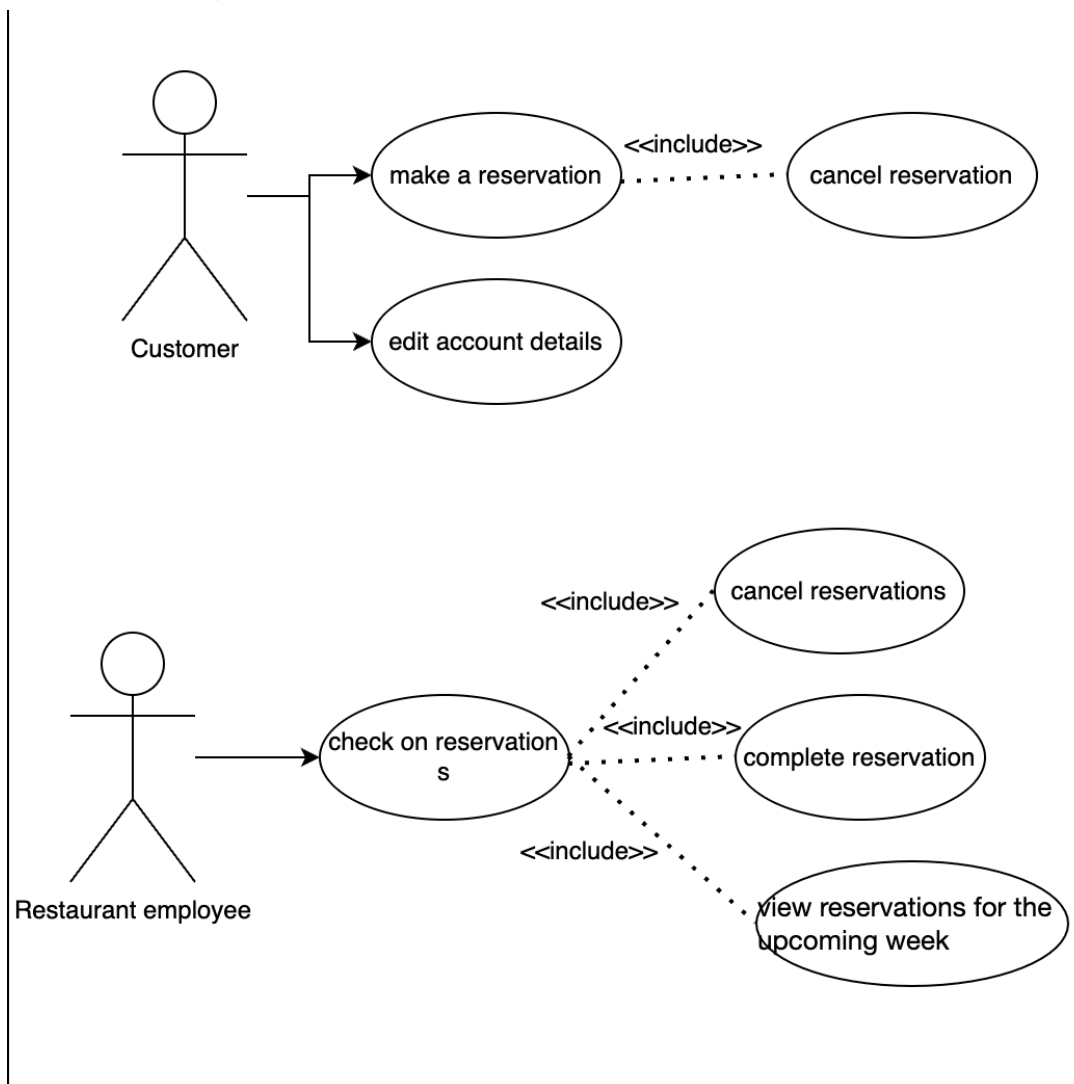 make a reservation
<<include>>
cancel reservation
edit account details
Customer
cancel reservations
<<include>>
<<include>>
check on reservation
s
complete reservation
<<include>>
view reservations for the
upcoming week
Restaurant employee